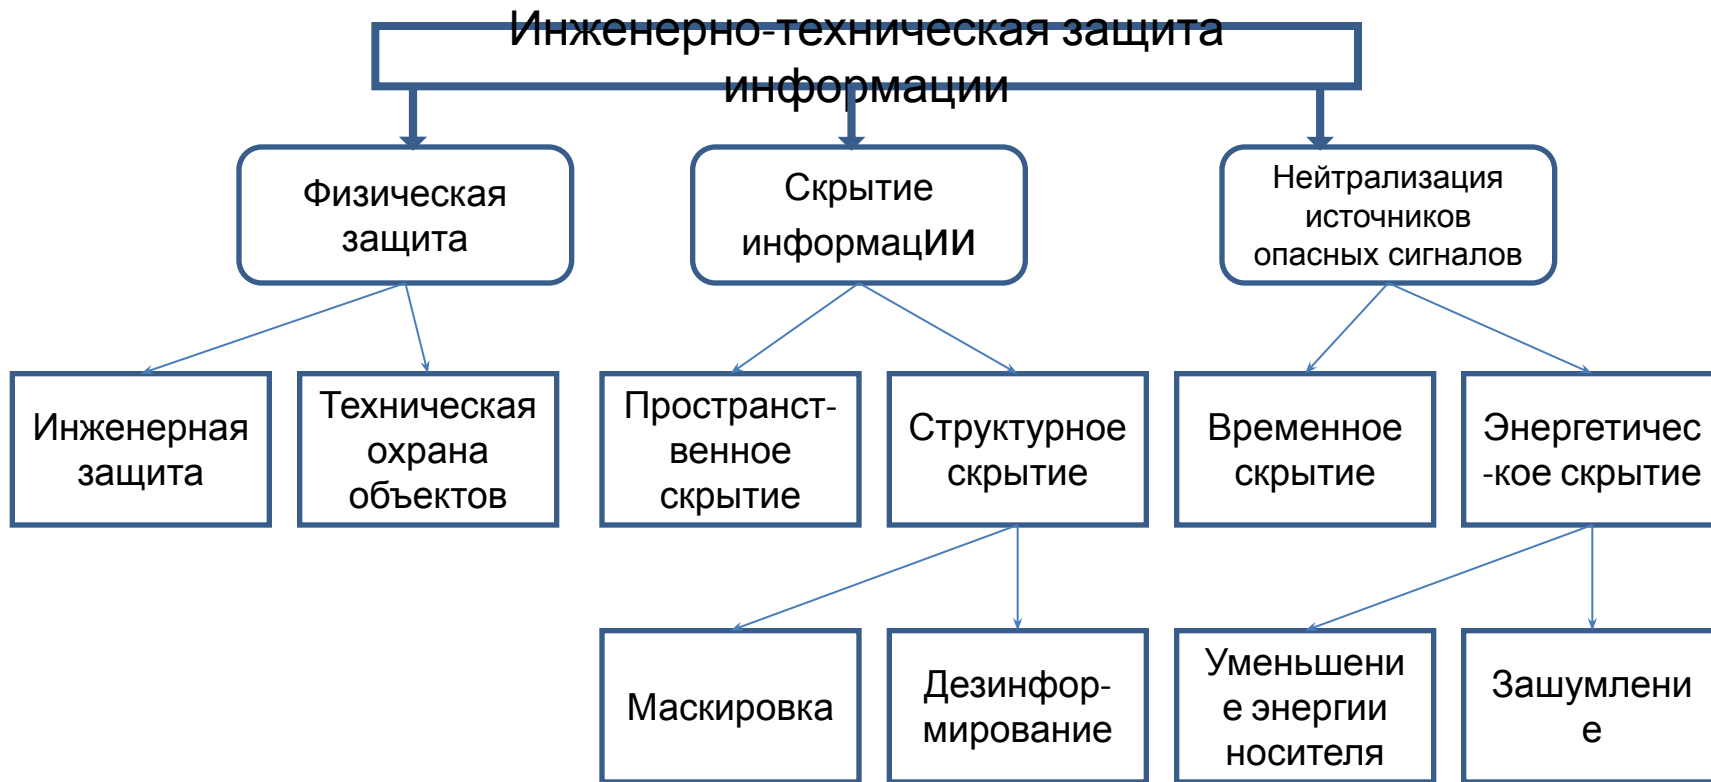 Инженерно-техническая защита
информации
Физическая
защита
Скрытие
информации
Нейтрализация
источников
опасных сигналов
Инженерная
защита
Техническая
охрана
объектов
Пространст-
венное
скрытие
Структурное
скрытие
Временное
скрытие
Энергетичес
-кое скрытие
Маскировка
Дезинфор-
мирование
Уменьшени
е энергии
носителя
Зашумлени
е